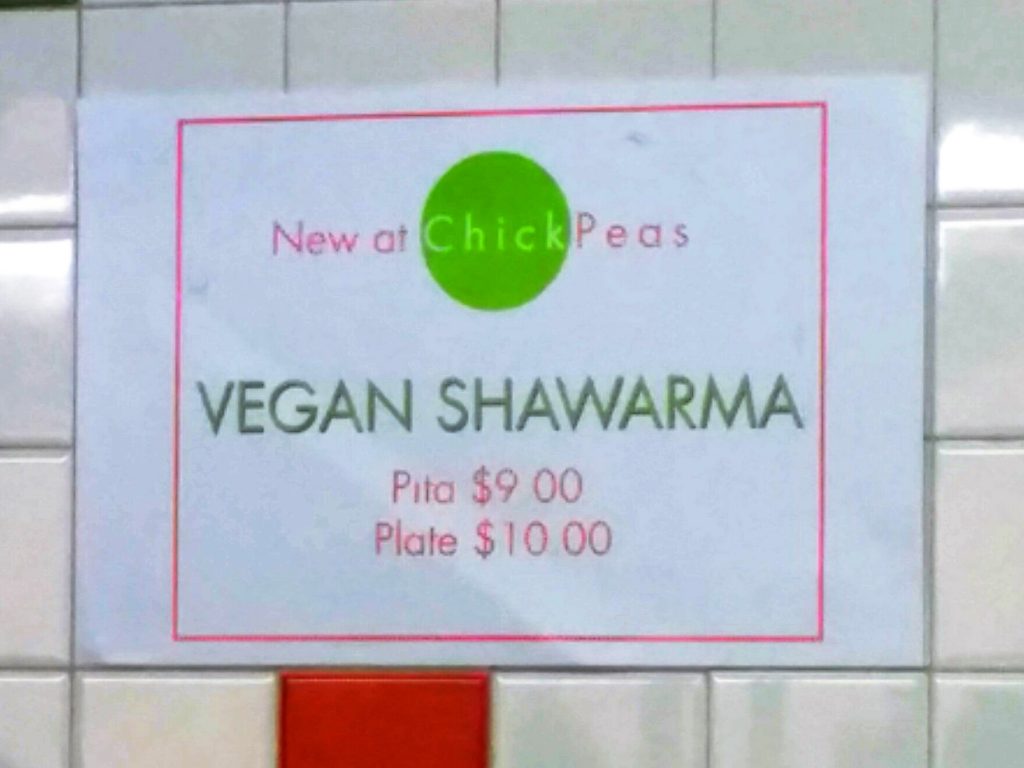 New at ChickPeas
VEGAN SHAWARMA
Pita $9 00
Plate $10 00